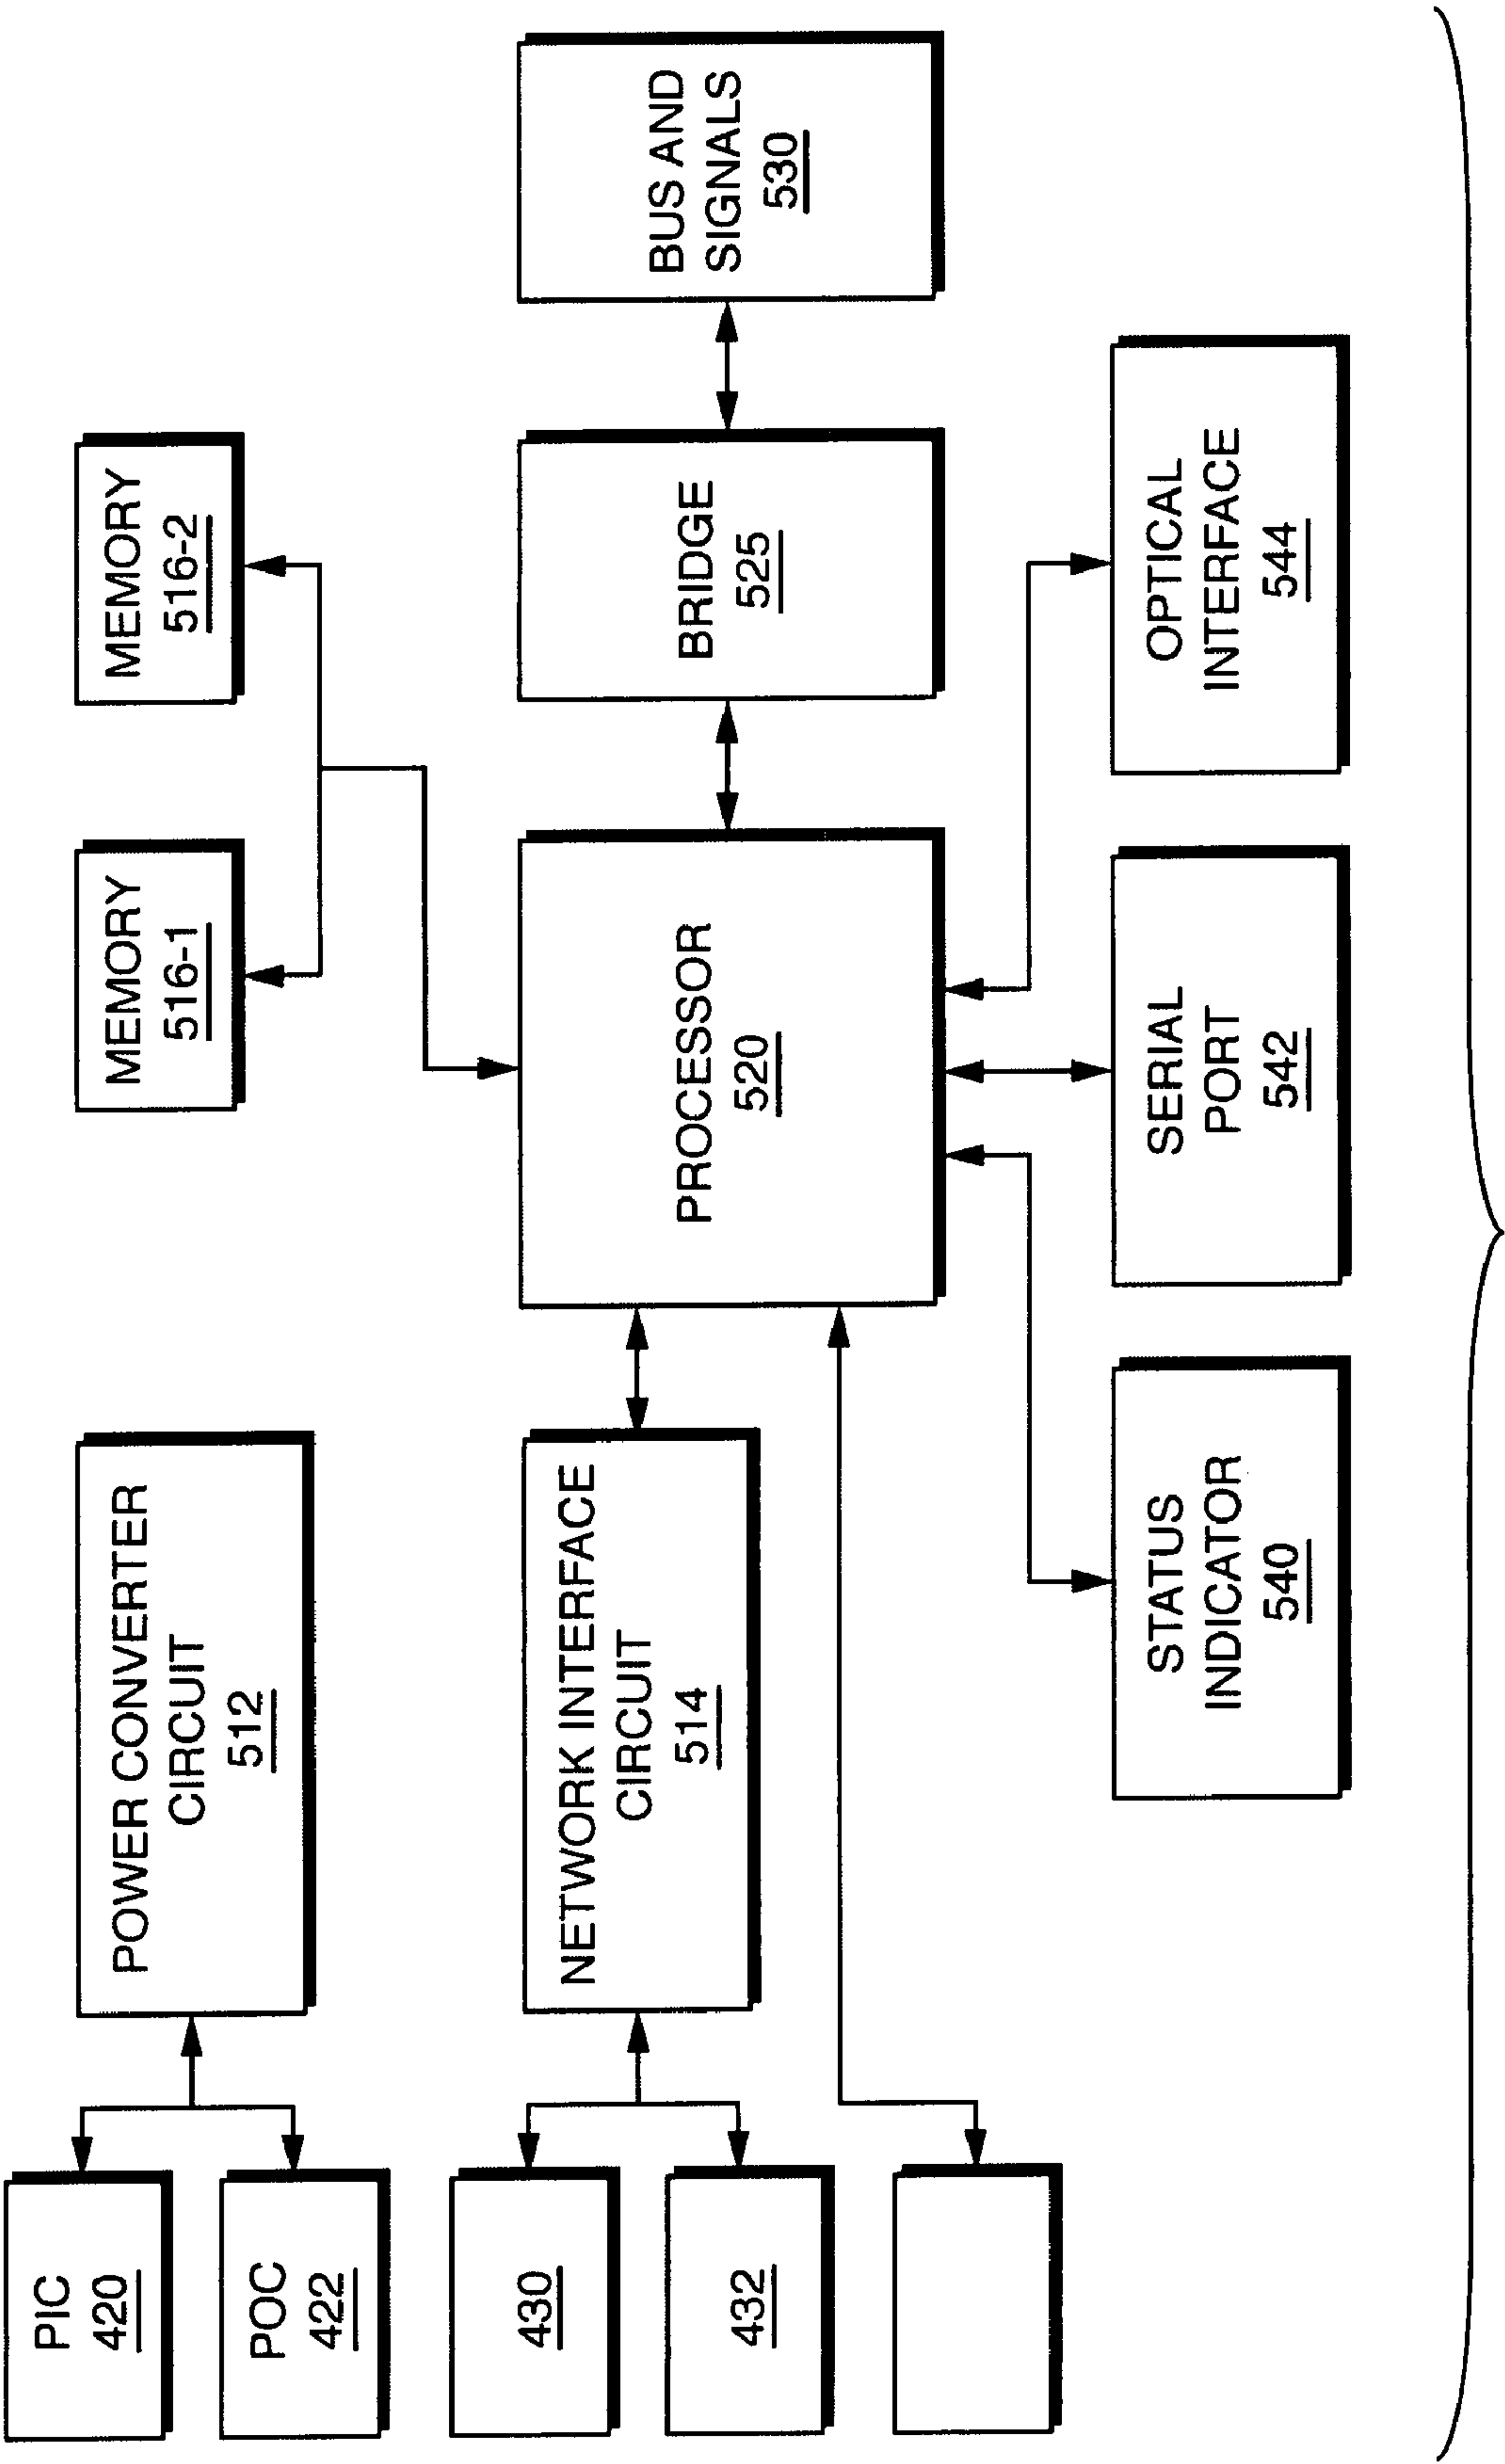 PIC
420
POC
422
430
432
POWER CONVERTER
CIRCUIT
512
NETWORK INTERFACE
CIRCUIT
514
MEMORY
516-1
MEMORY
516-2
PROCESSOR
520
BRIDGE
525
BUS AND
SIGNALS
530
STATUS
INDICATOR
540
SERIAL
PORT
542
OPTICAL
INTERFACE
544